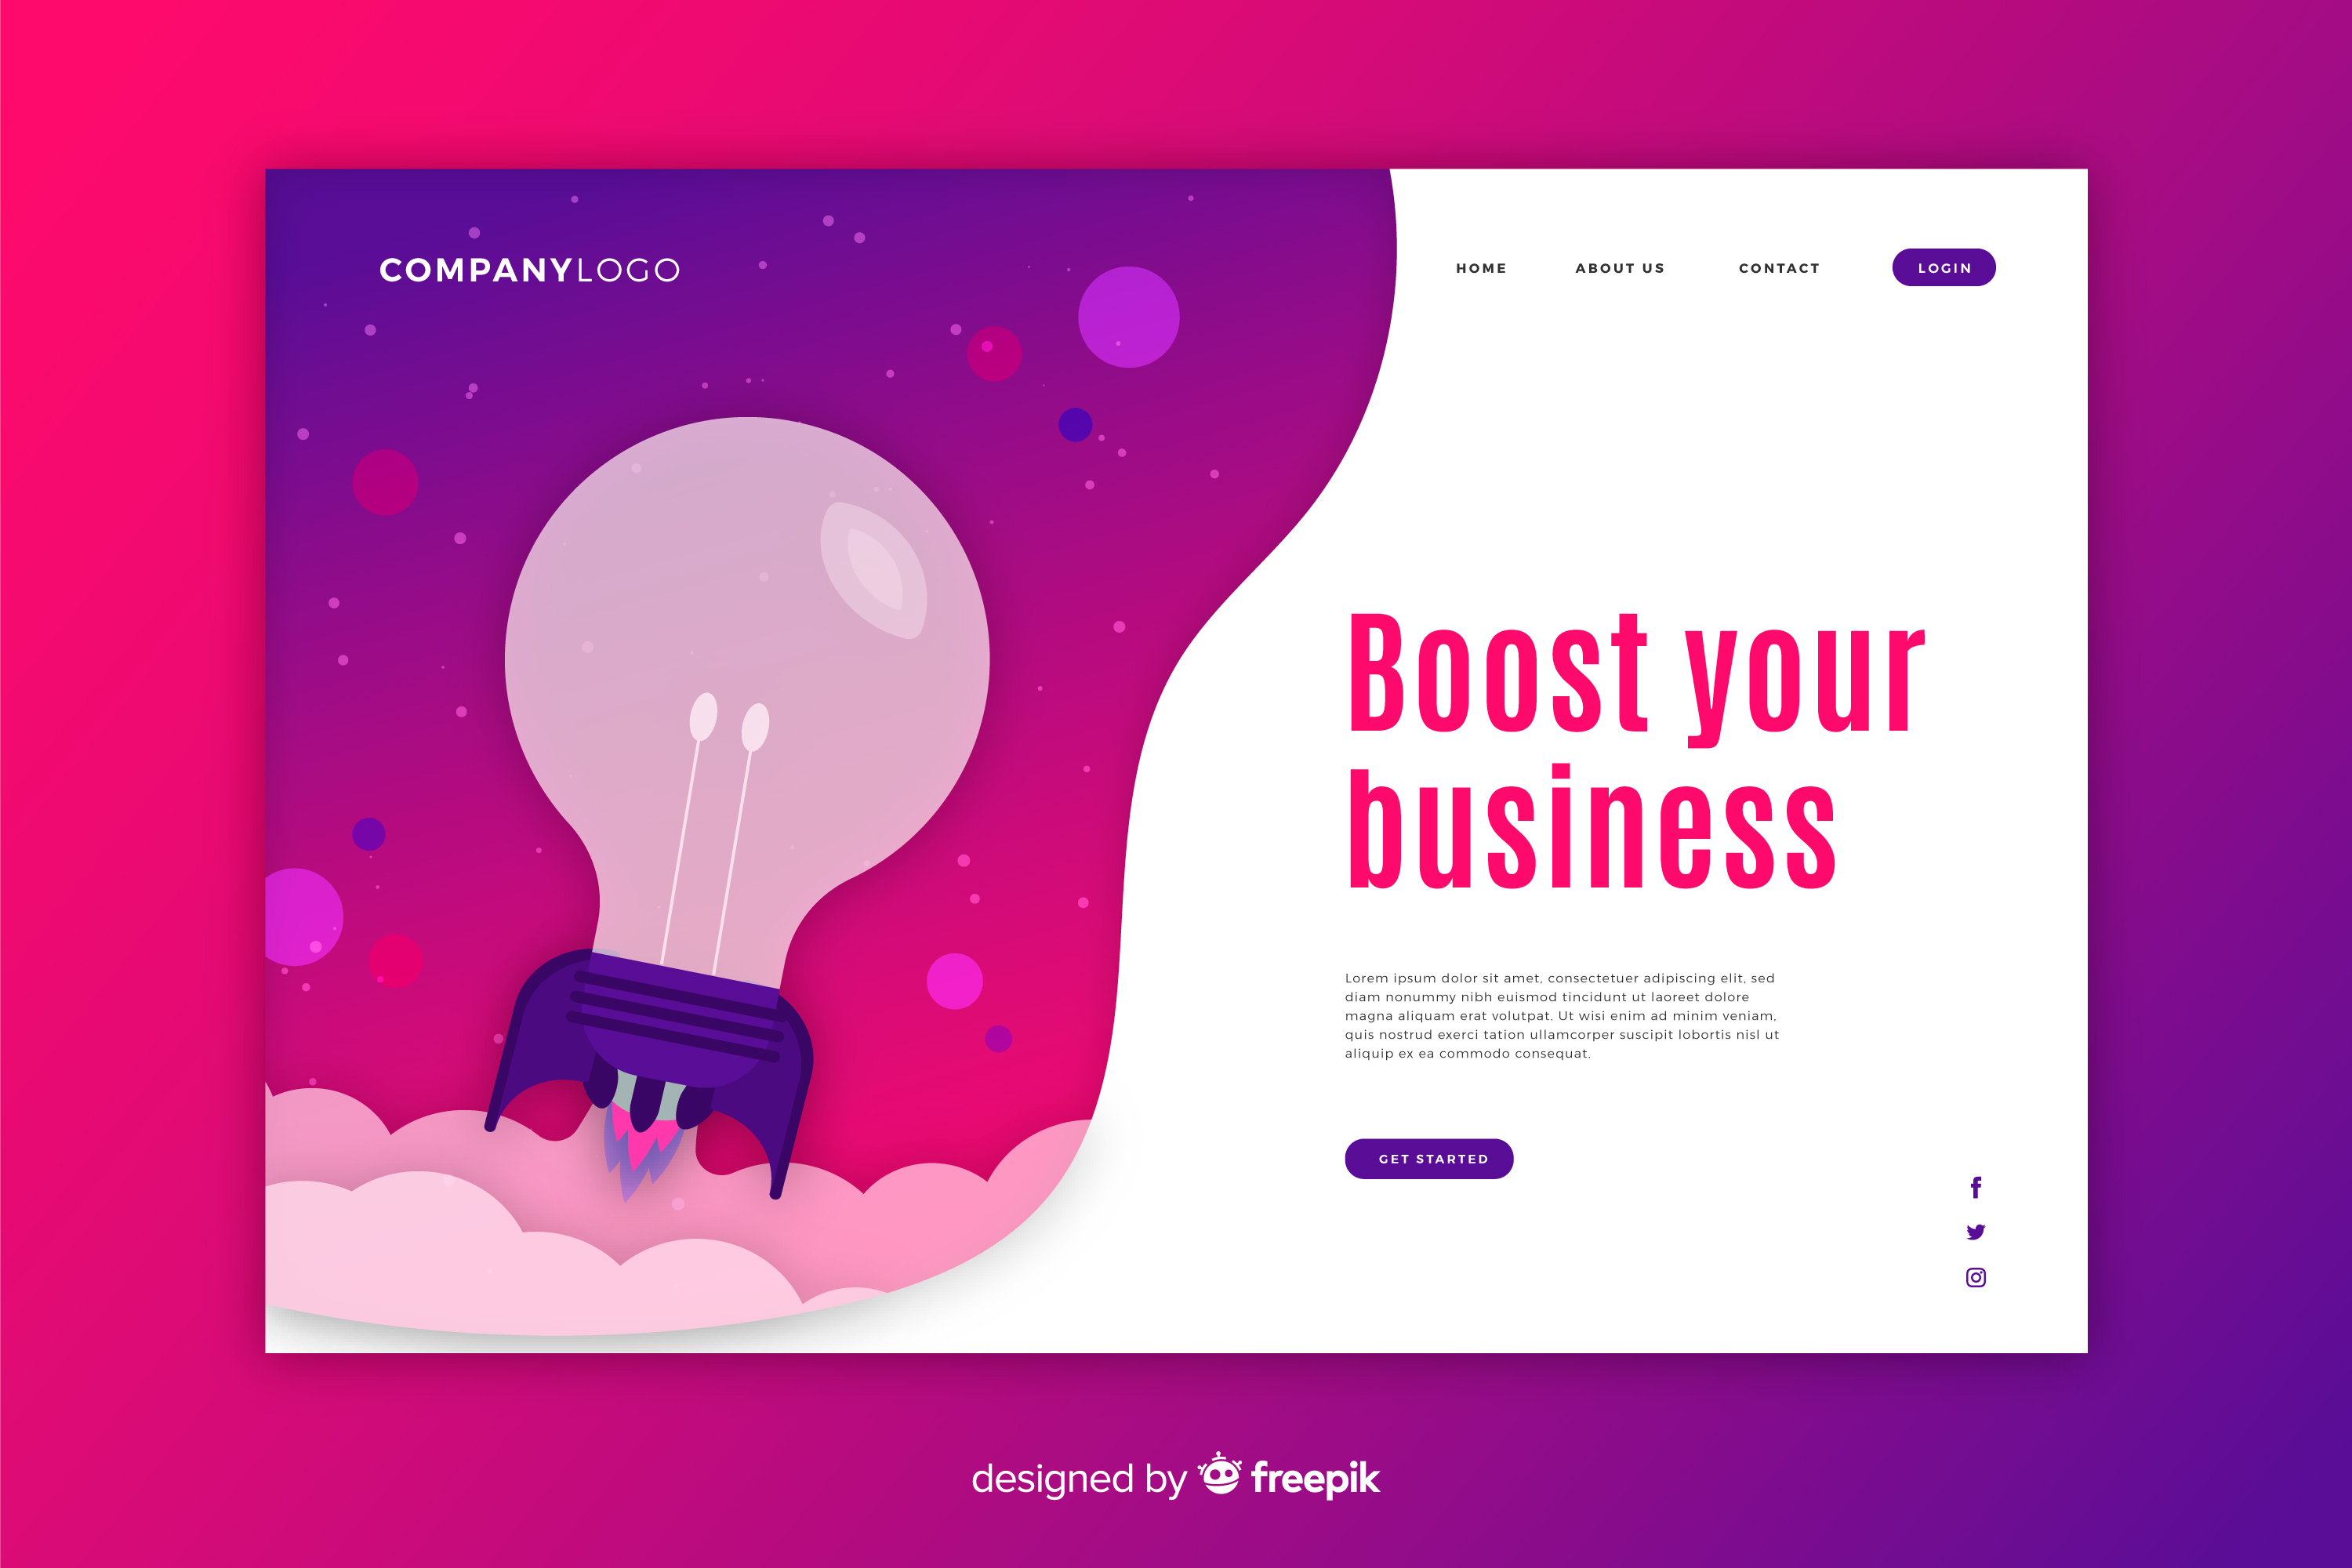 COMPANYLOGO
HOME ABOUT US CONTACT LOGIN
Boost your
business
Lorem ipsum dolor sit amet, consectetuer adipiscing elit, sed
diam nonummy nibh euismod tincidunt ut laoreet dolore
magna aliquam erat volutpat. Ut wisi enim ad minim veniam,
quis nostrud exerci tation ullamcorper suscipit lobortis nisl ut
aliquip ex ea commodo consequat.
GET STARTED
designed by freepik